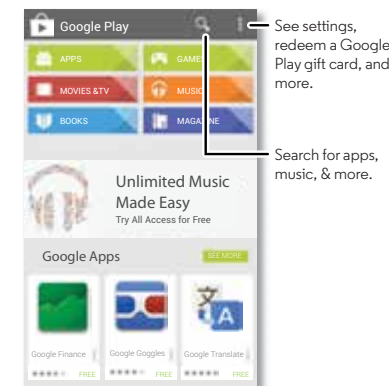 Google Play
See settings,
redeem a Google
Play gift card, and
more.
APPS
GAMES
MOVIES &TV
MUSIC
BOOKS
MAGAZINE
Search for apps,
music, & more.
Unlimited Music
Made Easy
Try All Access for Free
Google Apps
SEE MORE
文
A
Google Finance
Google Goggles
Google Translate
FREE
FREE
FREE